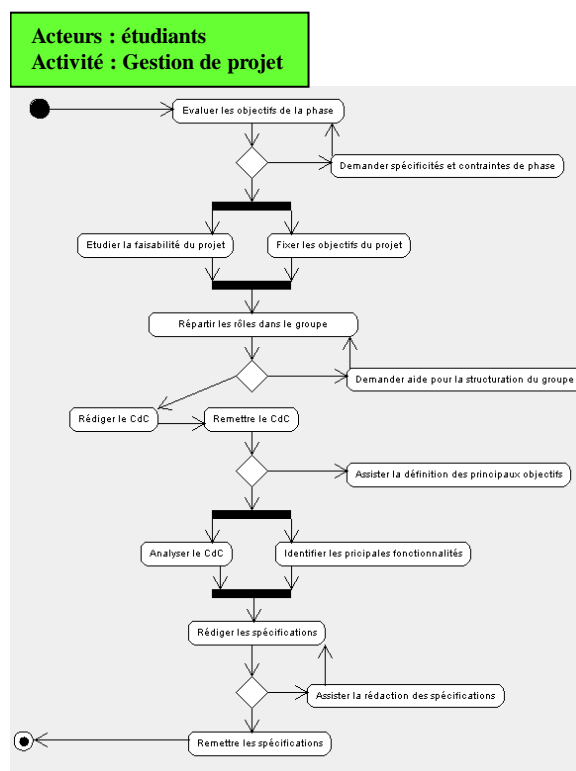 Acteurs : étudiants
Activité : Gestion de projet
Evaluer les objectifs de la phase
Demander spécificités et contraintes de phase
Etudier la faisabilité du projet
Fixer les objectifs du projet
Répartir les rôles dans le groupe
Demander aide pour la structuration du groupe
Rédiger le CdC
Remettre le CdC
Assister la définition des principaux objectifs
Analyser le CdC
Identifier les pricipales fonctionnalités
Rédiger les spécifications
Assister la rédaction des spécifications
Remettre les spécifications